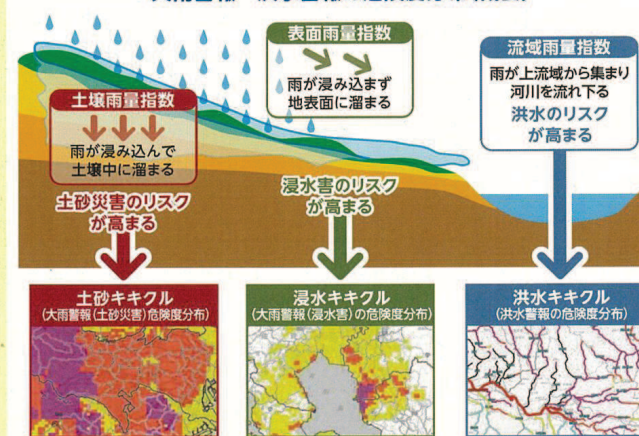 表面雨量指数
雨が浸み込まず
地表面に溜まる
流域雨量指数
雨が上流域から集まり
河川を流れ下る
洪水のリスク
が高まる
土壌雨量指数
雨が浸み込んで
土壌中に溜まる
土砂災害のリスク
が高まる
浸水害のリスク
が高まる
土砂キキクル
(大雨警報(土砂災害)の危険度分布)
浸水キキクル
(大雨警報(浸水害)の危険度分布)
洪水キキクル
(洪水警報の危険度分布)